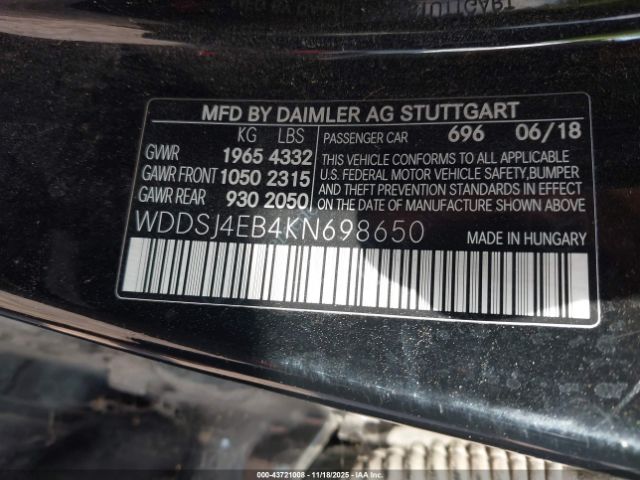 MFD BY DAIMLER AG STUTTGART
KG LBS PASSENGER CAR 696 06/18
GVWR 1965 4332
GAWR FRONT 1050 2315
GAWR REAR 930 2050
THIS VEHICLE CONFORMS TO ALL APPLICABLE
U.S. FEDERAL MOTOR VEHICLE SAFETY,BUMPER
AND THEFT PREVENTION STANDARDS IN EFFECT
ON THE DATE OF MANUFACTURE SHOWN ABOVE.
WDDSJ4EB4KN698650 MADE IN HUNGARY
000-43721008 - 11/18/2025 - IAAI.COM